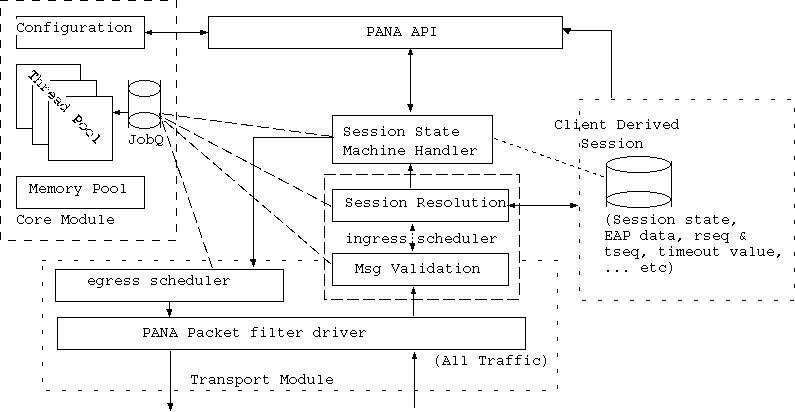 Configuration
PANA API
Thread Pool
JobQ
Session State
Machine Handler
Client Derived
Session
Memory Pool
Core Module
Session Resolution
ingress scheduler
(Session state,
EAP data, rseq &
tseq, timeout value,
... etc)
Msg Validation
egress scheduler
PANA Packet filter driver
(All Traffic)
Transport Module